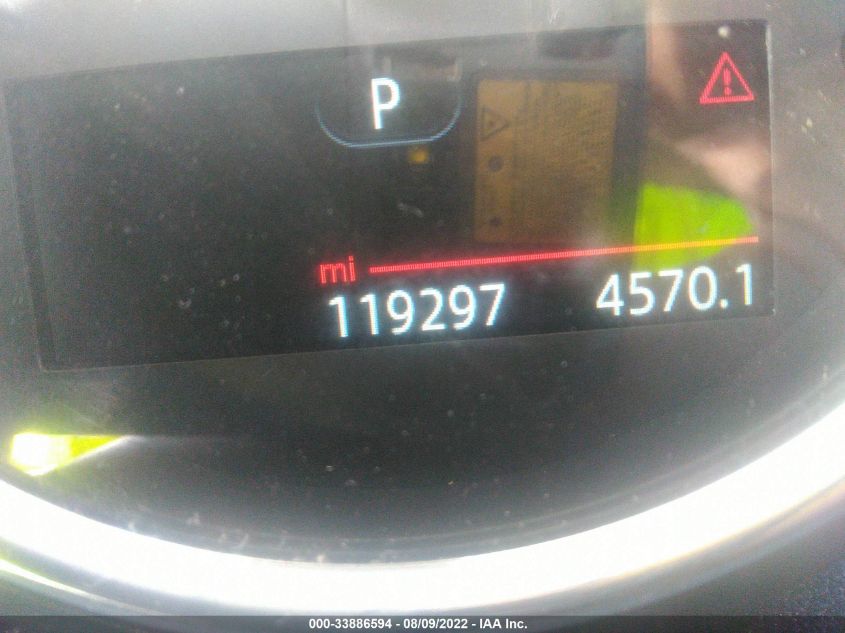 P
mi
119297 4570.1
000-33886594 - 08/09/2022 - IAA Inc.